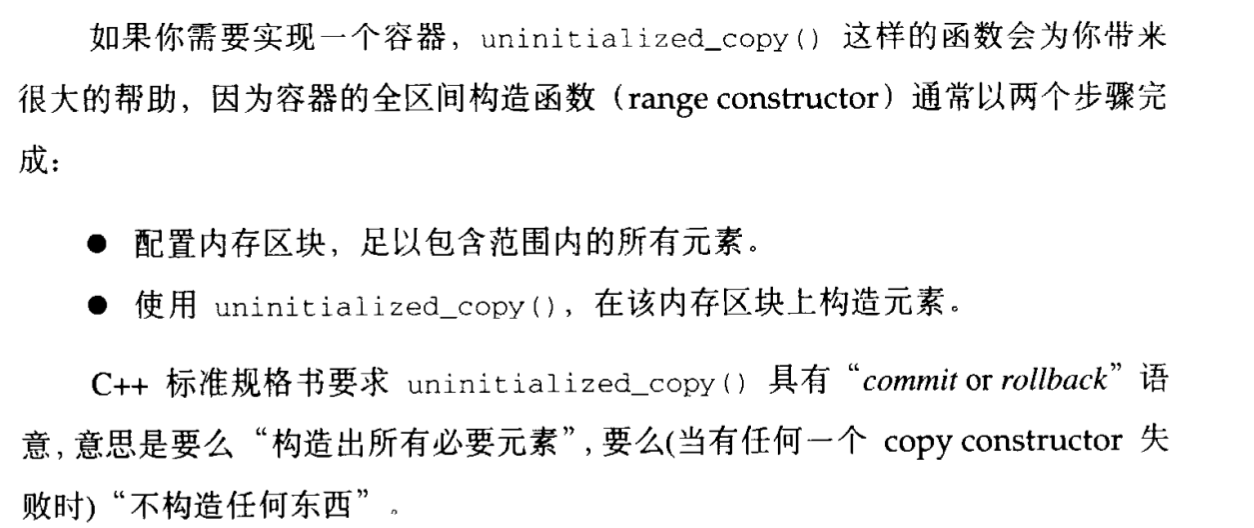 如果你需要实现一个容器，uninitialized_copy() 这样的函数会为你带来
很大的帮助，因为容器的全区间构造函数（range constructor）通常以两个步骤完
成：
● 配置内存区块，足以包含范围内的所有元素。
● 使用 uninitialized_copy()，在该内存区块上构造元素。
C++ 标准规格书要求 uninitialized_copy() 具有“commit or rollback”语
意，意思是要么“构造出所有必要元素”，要么(当有任何一个 copy constructor 失
败时)“不构造任何东西”。